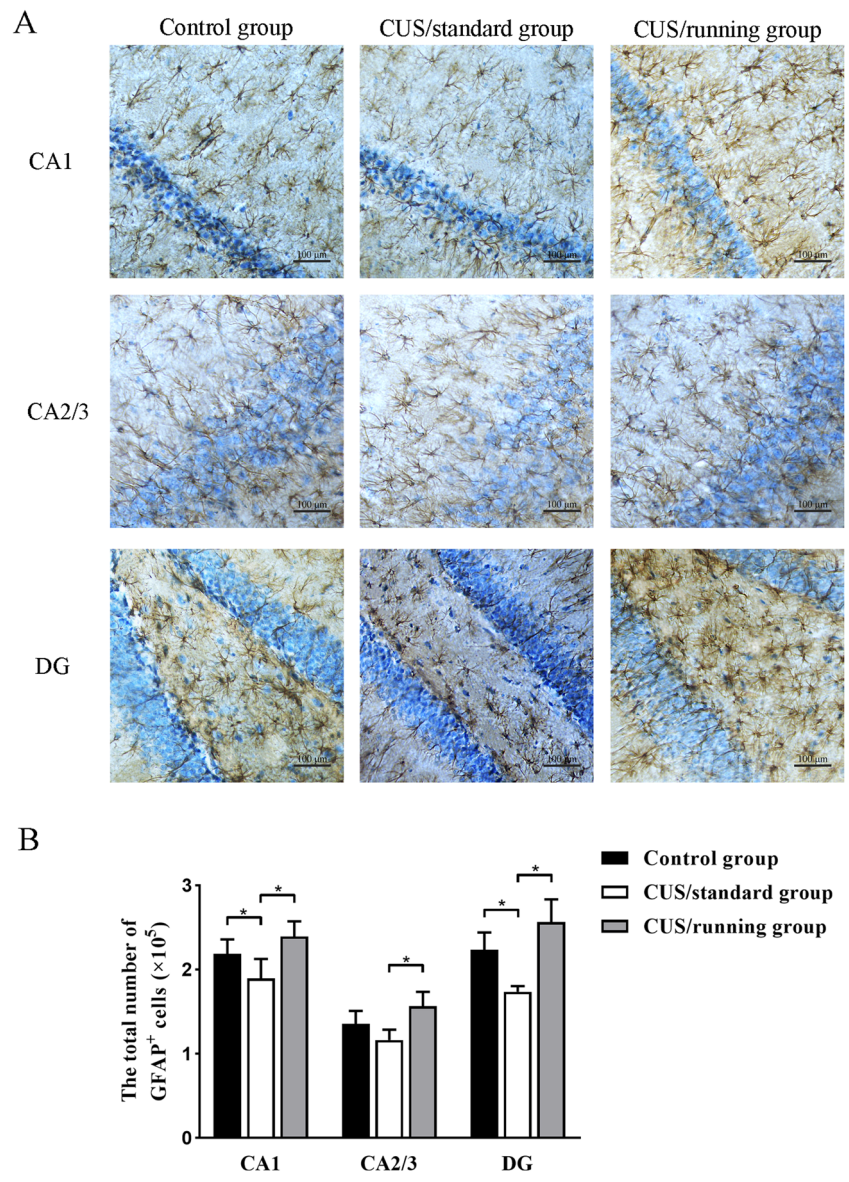 A
Control group
CUS/standard group
CUS/running group
CA1
100 μm
100 μm
100 μm
CA2/3
100 μm
100 μm
100 μm
DG
100 μm
100 μm
100 μm
B
Control group
CUS/standard group
CUS/running group
The total number of
GFAP⁺ cells (×10⁵)
3
2
1
0
*
*
*
*
*
CA1
CA2/3
DG